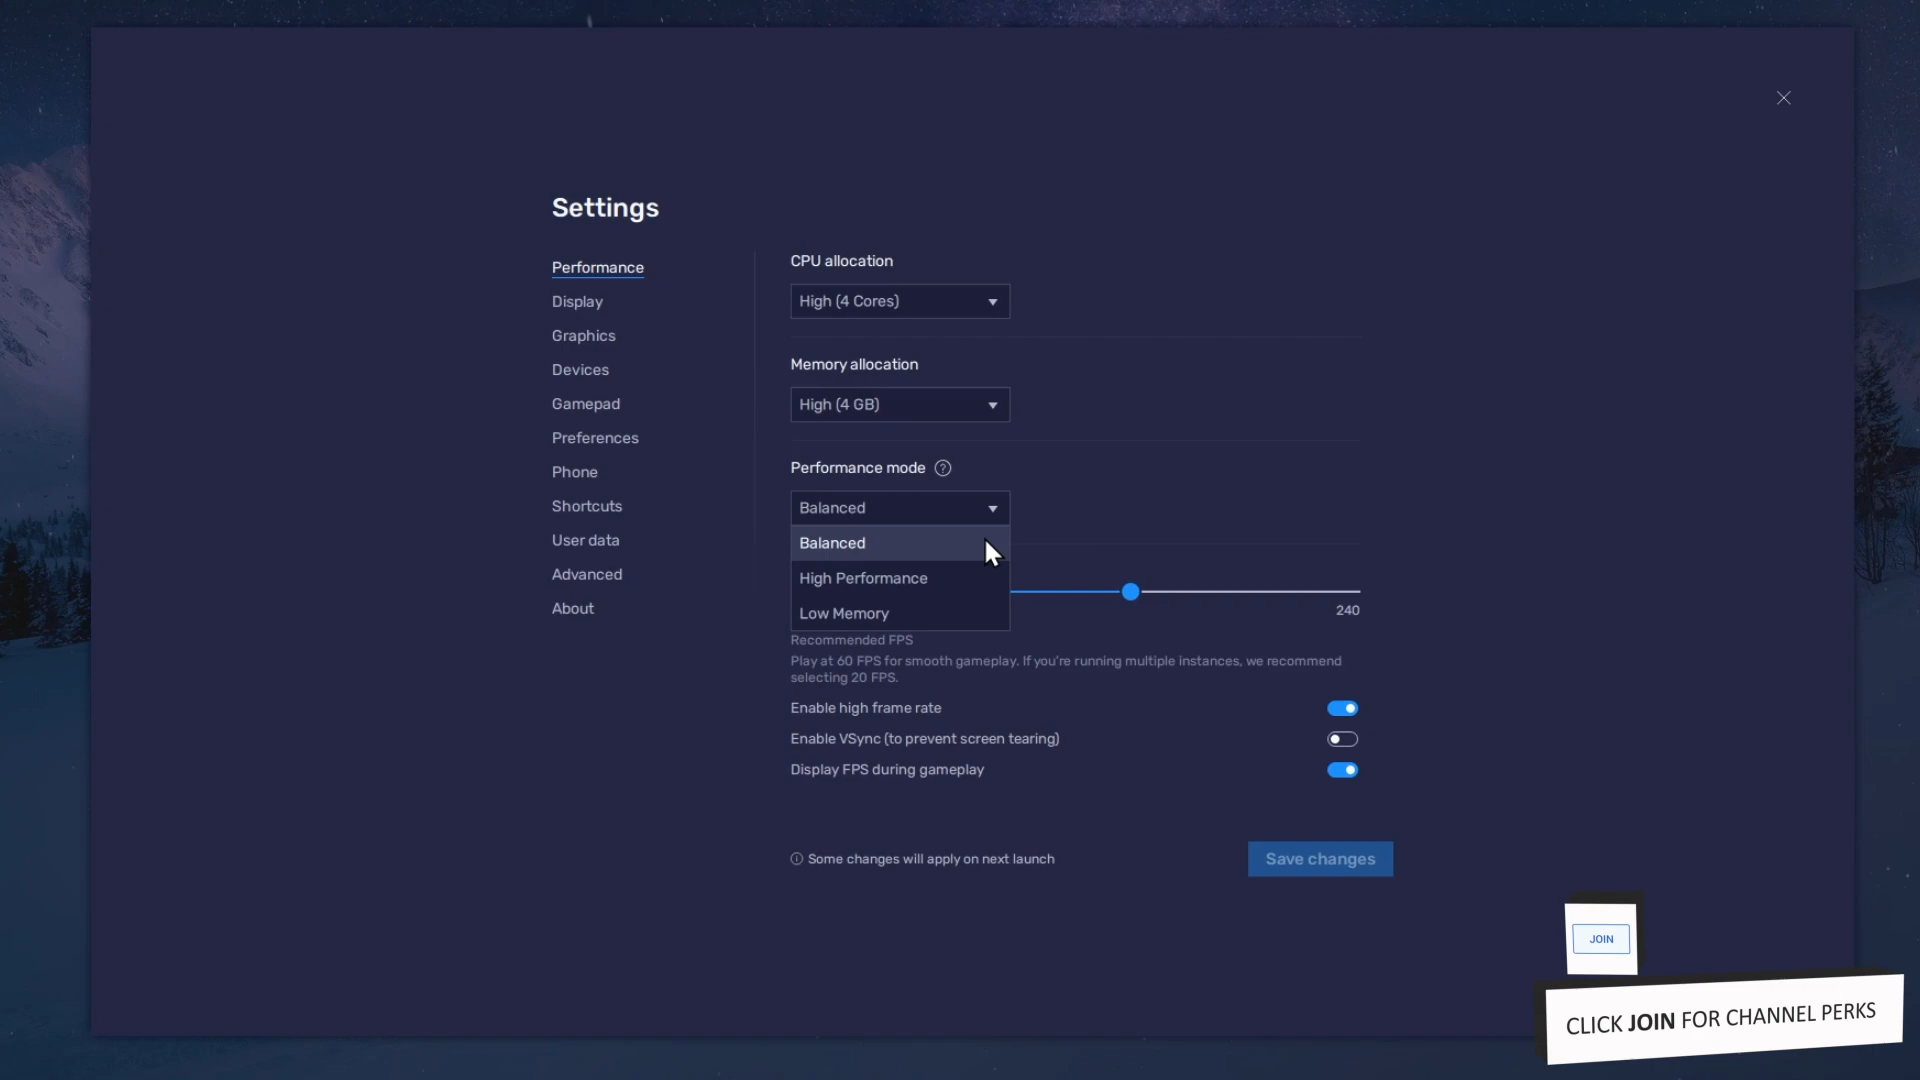 Settings
Performance
Display
Graphics
Devices
Gamepad
Preferences
Phone
Shortcuts
User data
Advanced
About
CPU allocation
High (4 Cores)
Memory allocation
High (4 GB)
Performance mode ?
Balanced
Balanced
High Performance
Low Memory
240
Recommended FPS
Play at 60 FPS for smooth gameplay. If you're running multiple instances, we recommend
selecting 20 FPS.
Enable high frame rate
Enable VSync (to prevent screen tearing)
Display FPS during gameplay
Some changes will apply on next launch
Save changes
JOIN
CLICK JOIN FOR CHANNEL PERKS